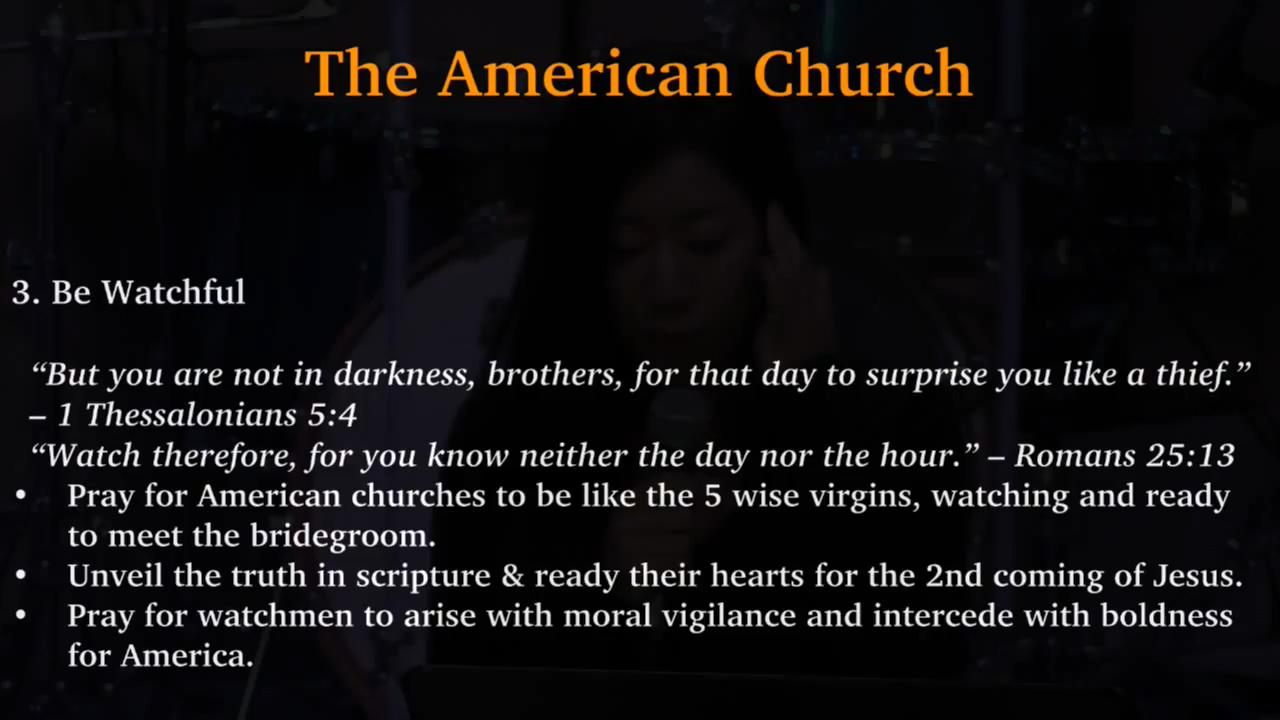 The American Church
3. Be Watchful
“But you are not in darkness, brothers, for that day to surprise you like a thief.”
– 1 Thessalonians 5:4
“Watch therefore, for you know neither the day nor the hour.” – Romans 25:13
• Pray for American churches to be like the 5 wise virgins, watching and ready
to meet the bridegroom.
• Unveil the truth in scripture & ready their hearts for the 2nd coming of Jesus.
• Pray for watchmen to arise with moral vigilance and intercede with boldness
for America.